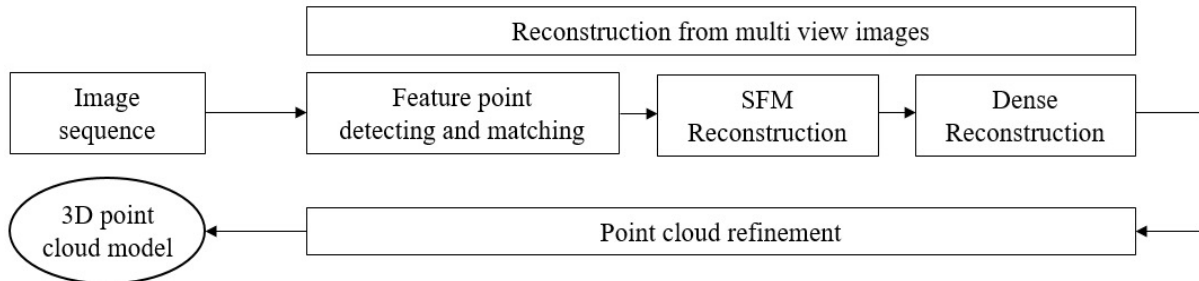 Reconstruction from multi view images
Image
sequence
Feature point
detecting and matching
SFM
Reconstruction
Dense
Reconstruction
3D point
cloud model
Point cloud refinement